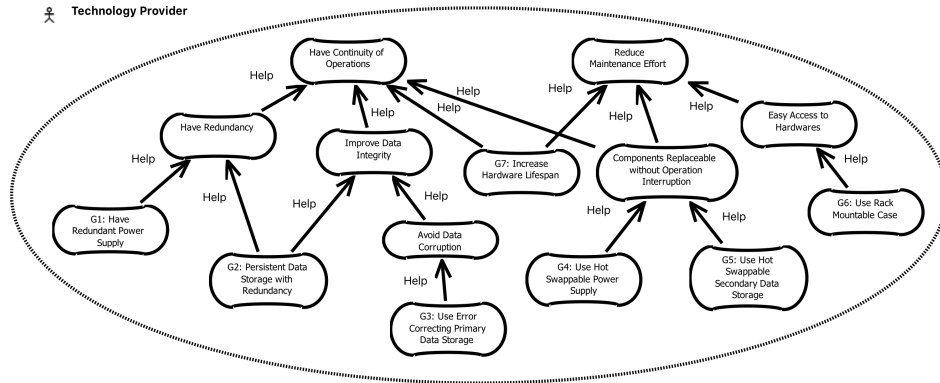 Technology Provider
Have Continuity of
Operations
Reduce
Maintenance Effort
Help
Help
Help
Help
Help
Help
Help
Have Redundancy
Improve Data
Integrity
Easy Access to
Hardwares
Help
Help
G7: Increase
Hardware Lifespan
Components Replaceable
without Operation
Interruption
Help
Help
Help
Help
Help
Help
G1: Have
Redundant Power
Supply
Avoid Data
Corruption
G6: Use Rack
Mountable Case
G2: Persistent Data
Storage with
Redundancy
Help
G4: Use Hot
Swappable Power
Supply
G5: Use Hot
Swappable
Secondary Data
Storage
G3: Use Error
Correcting Primary
Data Storage